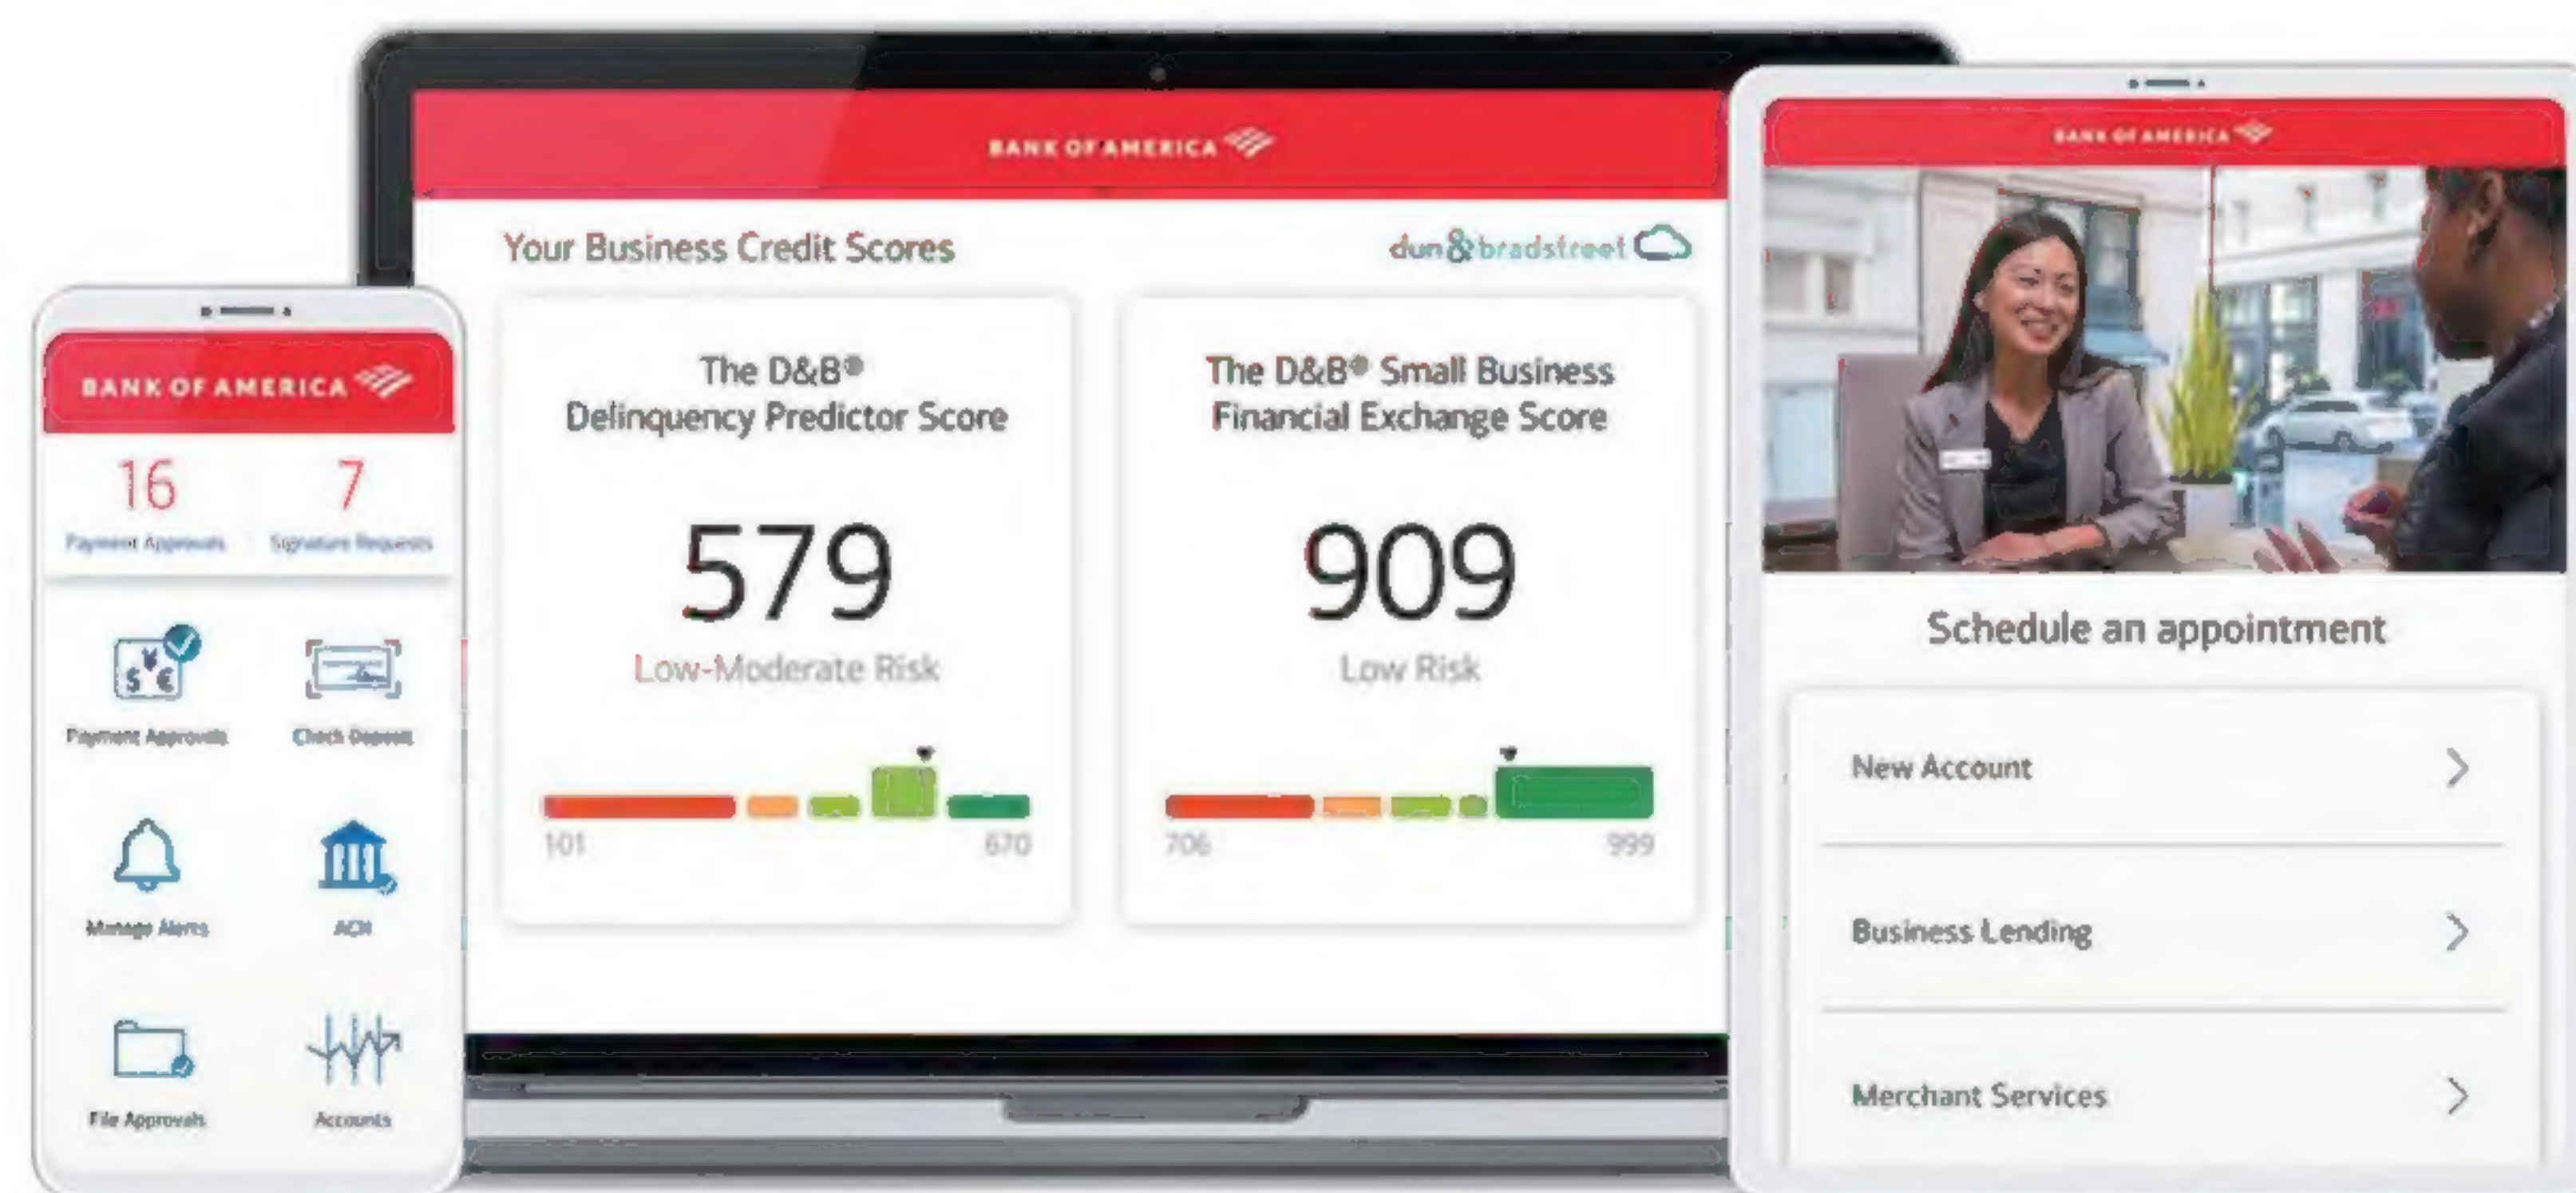 BANK OF AMERICA
16
7
Payment Approvals
Signature Requests
Payment Approvals
Check Deposit
Manage Alerts
ACH
File Approvals
Accounts
BANK OF AMERICA
Your Business Credit Scores
dun & bradstreet
The D&B®
Delinquency Predictor Score
579
Low-Moderate Risk
101
670
The D&B® Small Business
Financial Exchange Score
909
Low Risk
706
999
BANK OF AMERICA
Schedule an appointment
New Account
Business Lending
Merchant Services